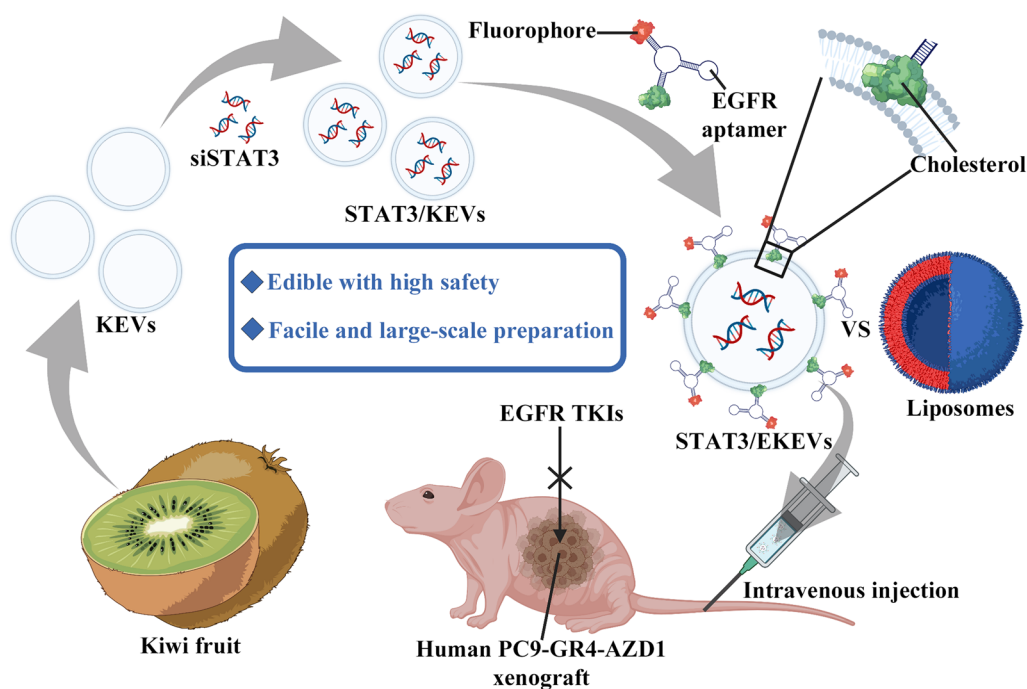 Fluorophore
EGFR
aptamer
siSTAT3
Cholesterol
STAT3/KEVs
KEVs
Edible with high safety
Facile and large-scale preparation
VS
Liposomes
EGFR TKIs
STAT3/EKEVs
Intravenous injection
Kiwi fruit
Human PC9-GR4-AZD1
xenograft